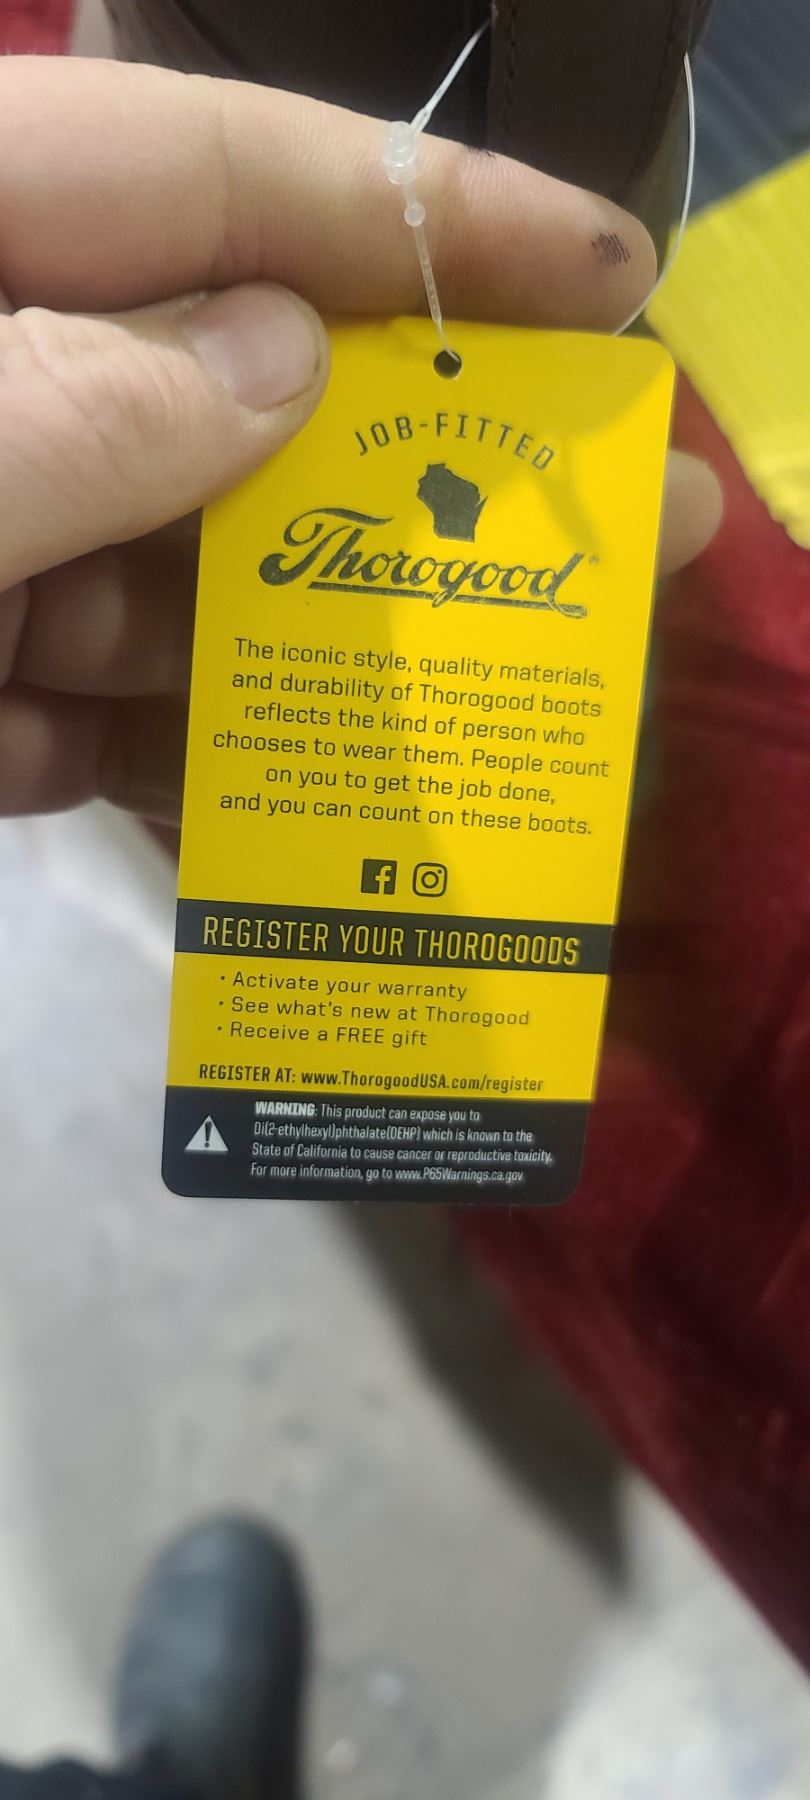 JOB-FITTED
Thorogood®
The iconic style, quality materials,
and durability of Thorogood boots
reflects the kind of person who
chooses to wear them. People count
on you to get the job done,
and you can count on these boots.
REGISTER YOUR THOROGOODS
• Activate your warranty
• See what's new at Thorogood
• Receive a FREE gift
REGISTER AT: www.ThorogoodUSA.com/register
WARNING: This product can expose you to
Di(2-ethylhexyl)phthalate(DEHP) which is known to the
State of California to cause cancer or reproductive toxicity.
For more information, go to www.P65Warnings.ca.gov